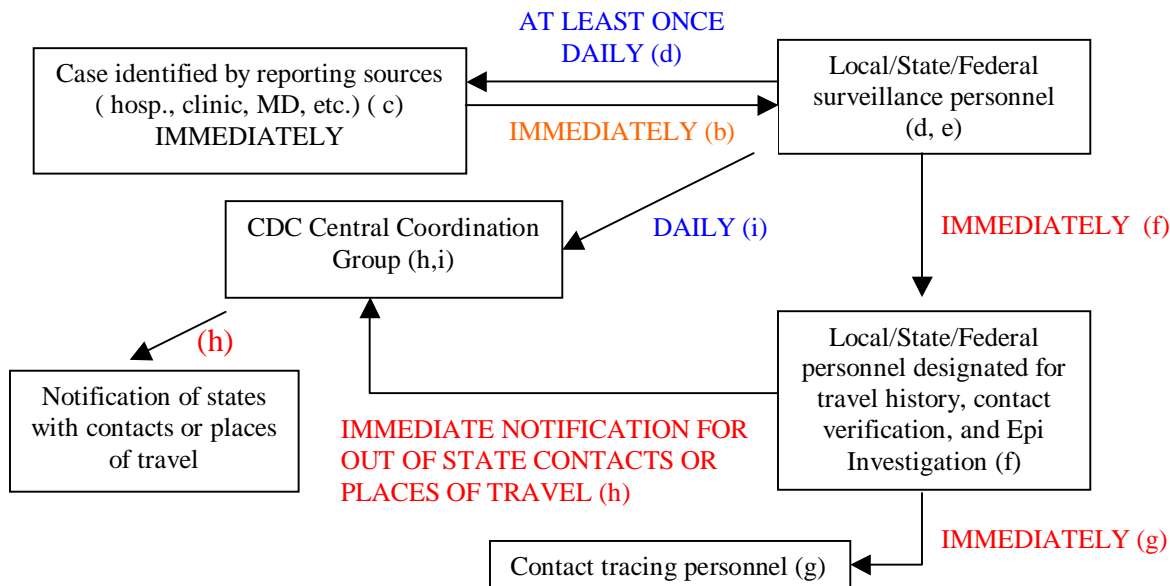 AT LEAST ONCE
DAILY (d)
Case identified by reporting sources
( hosp., clinic, MD, etc.) ( c)
IMMEDIATELY
IMMEDIATELY (b)
Local/State/Federal
surveillance personnel
(d, e)
CDC Central Coordination
Group (h,i)
DAILY (i)
IMMEDIATELY (f)
(h)
Notification of states
with contacts or places
of travel
IMMEDIATE NOTIFICATION FOR
OUT OF STATE CONTACTS OR
PLACES OF TRAVEL (h)
Local/State/Federal
personnel designated for
travel history, contact
verification, and Epi
Investigation (f)
IMMEDIATELY (g)
Contact tracing personnel (g)